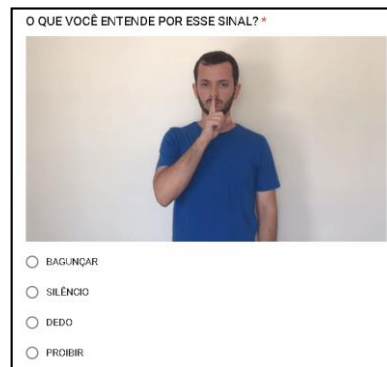 O QUE VOCÊ ENTENDE POR ESSE SINAL? *
BAGUNÇAR
SILÊNCIO
DEDO
PROIBIR